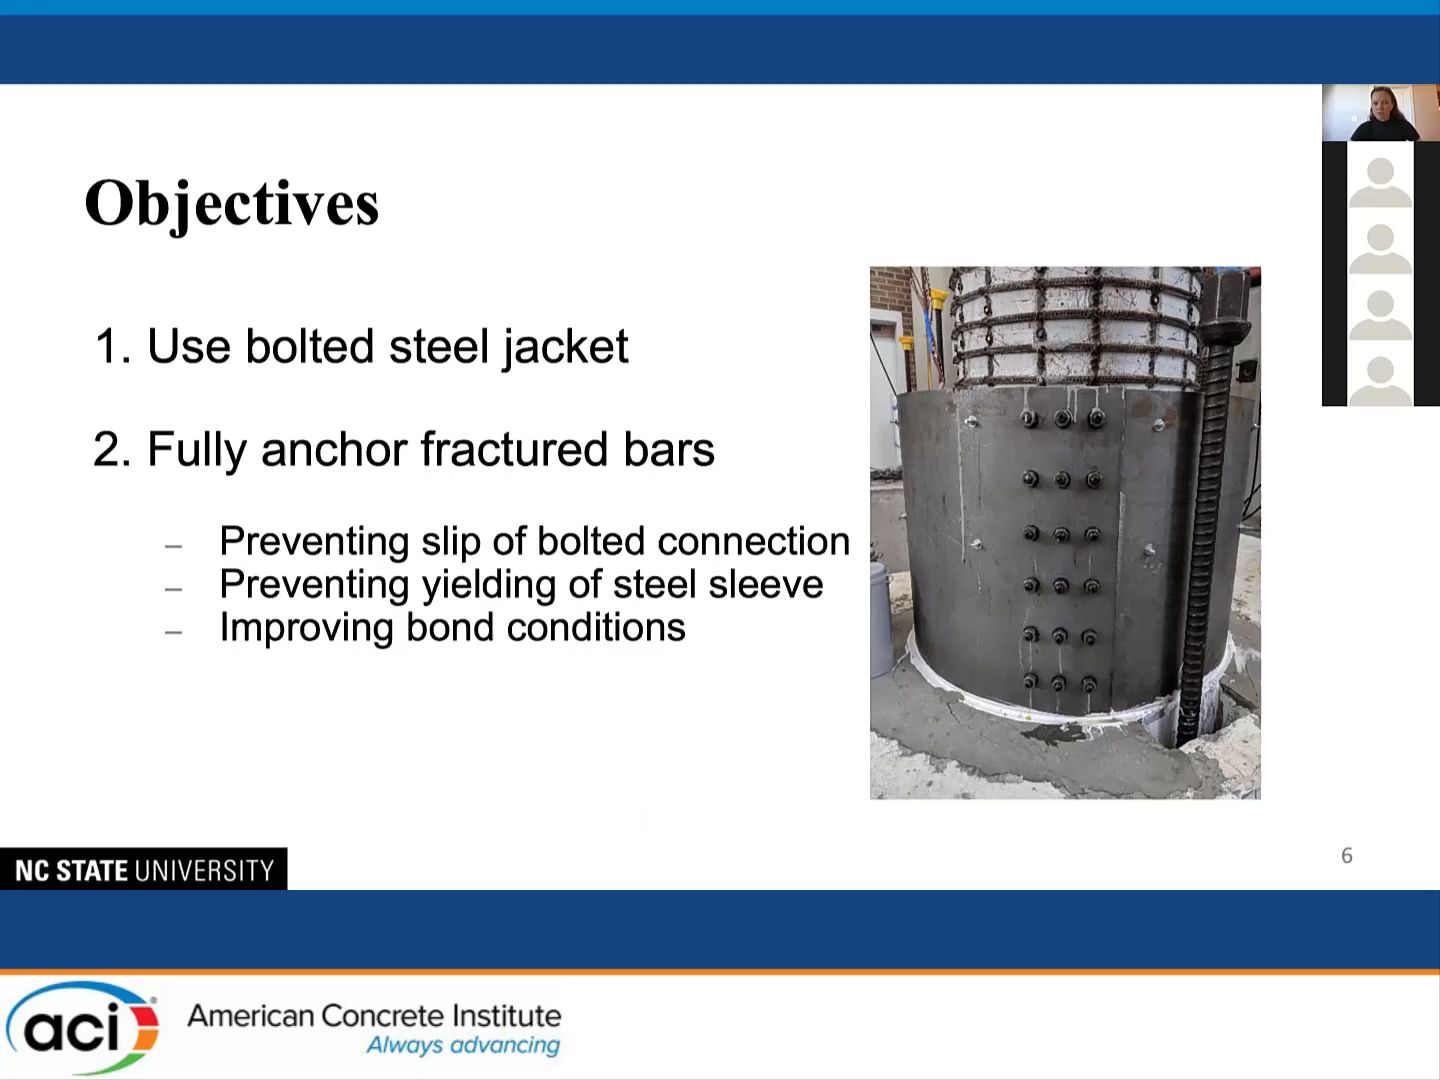 Objectives
1. Use bolted steel jacket
2. Fully anchor fractured bars
– Preventing slip of bolted connection
– Preventing yielding of steel sleeve
– Improving bond conditions
6
NC STATE UNIVERSITY
aci
American Concrete Institute
Always advancing